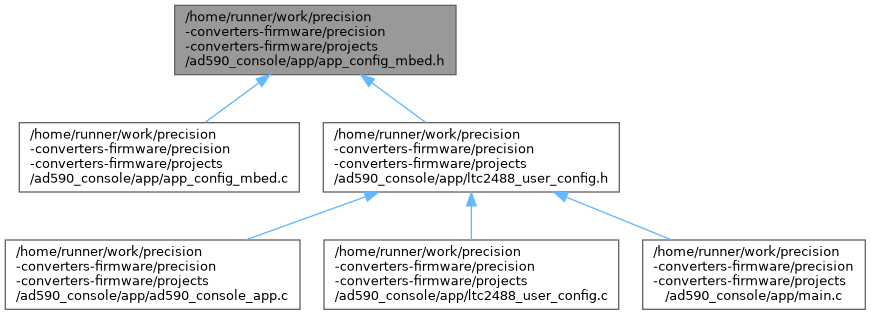 /home/runner/work/precision
-converters-firmware/precision
-converters-firmware/projects
/ad590_console/app/app_config_mbed.h
/home/runner/work/precision
-converters-firmware/precision
-converters-firmware/projects
/ad590_console/app/app_config_mbed.c
/home/runner/work/precision
-converters-firmware/precision
-converters-firmware/projects
/ad590_console/app/ltc2488_user_config.h
/home/runner/work/precision
-converters-firmware/precision
-converters-firmware/projects
/ad590_console/app/ad590_console_app.c
/home/runner/work/precision
-converters-firmware/precision
-converters-firmware/projects
/ad590_console/app/ltc2488_user_config.c
/home/runner/work/precision
-converters-firmware/precision
-converters-firmware/projects
/ad590_console/app/main.c